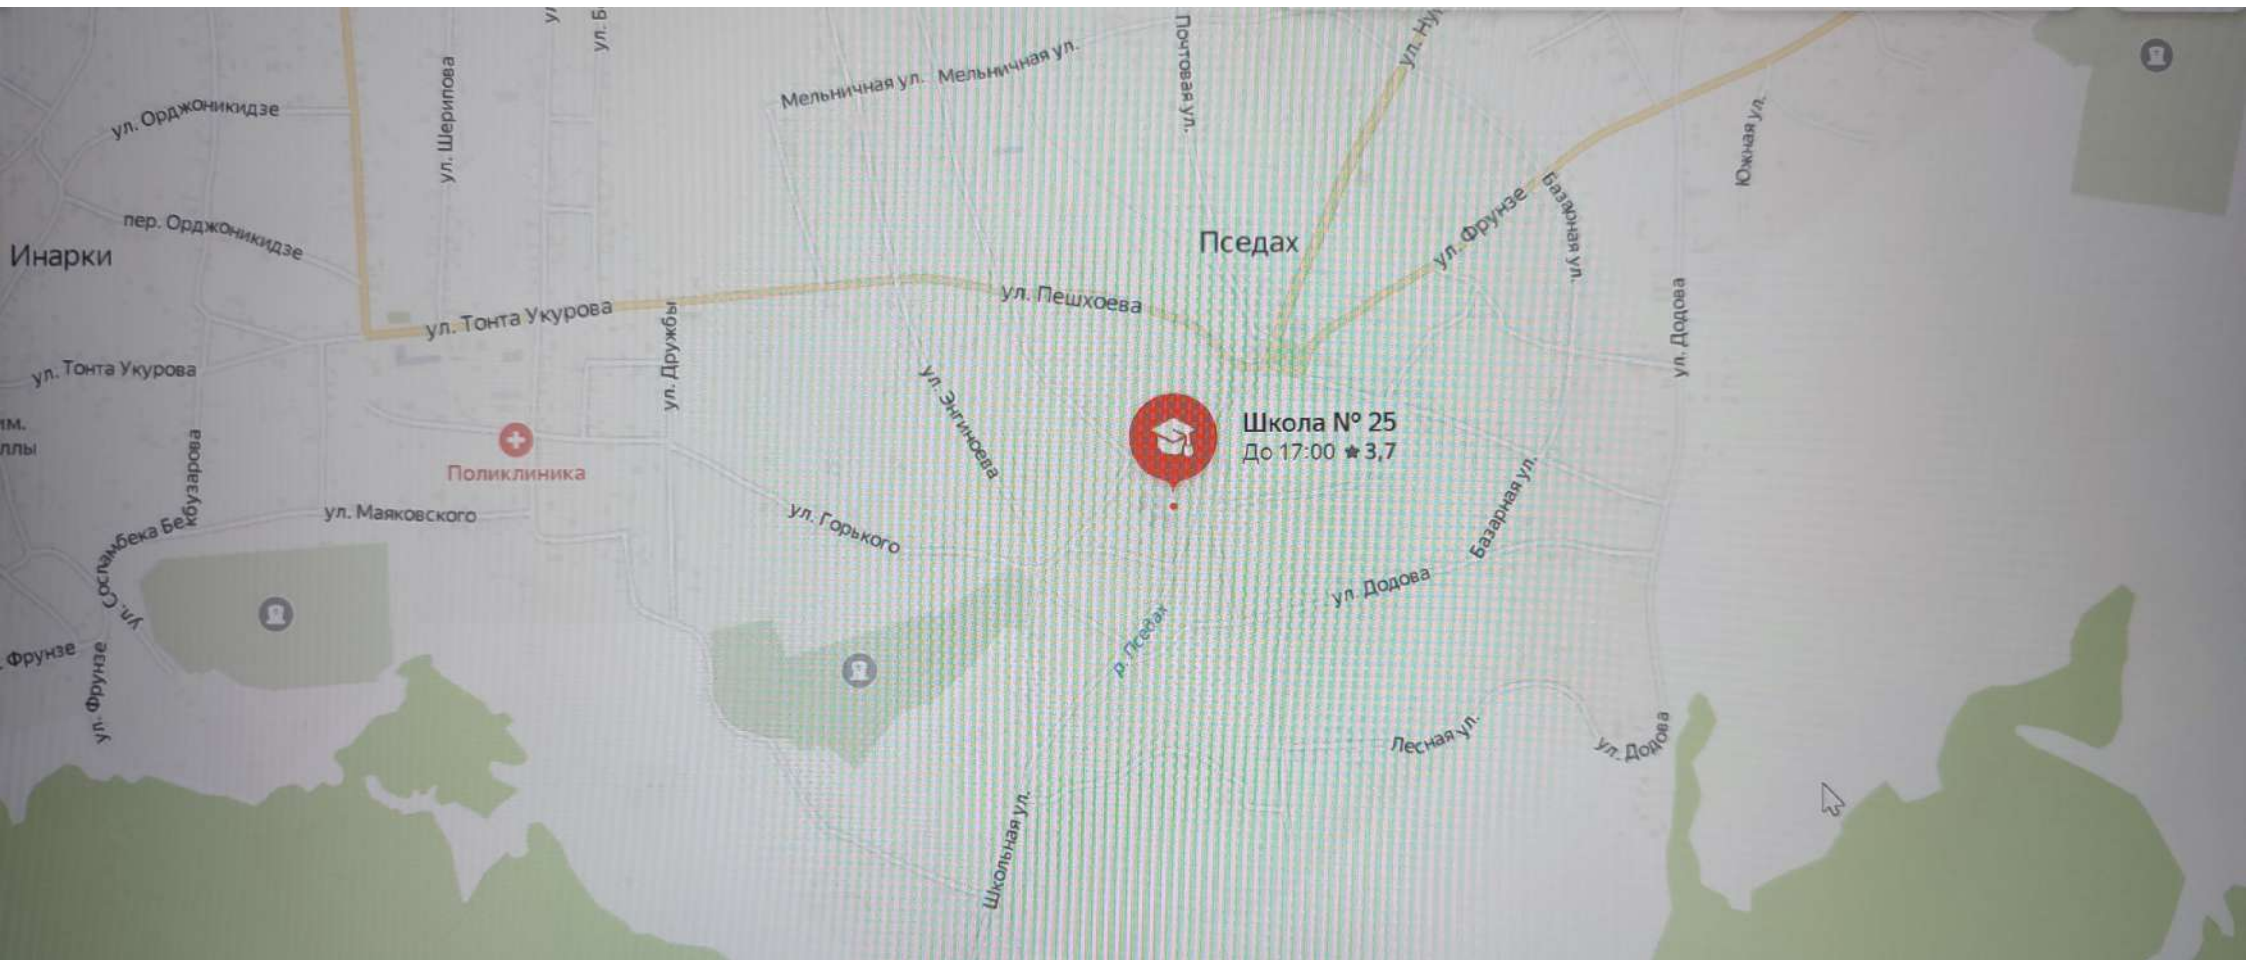 ул. Орджоникидзе
ул. Шерипова
Мельничная ул.
Мельничная ул.
Почтовая ул.
Южная ул.
пер. Орджоникидзе
Инарки
Пседах
ул. Фрунзе
Базарная ул.
ул. Тонта Укурова
ул. Пешхоева
ул. Дружбы
ул. Додова
ул. Тонта Укурова
ул. Энгиноева
Школа № 25
До 17:00 3,7
Поликлиника
ул. Маяковского
ул. Горького
Базарная ул.
ул. Сосламбека Бекбузарова
ул. Додова
р. Пседах
Фрунзе
ул. Фрунзе
Лесная ул.
ул. Додова
Школьная ул.